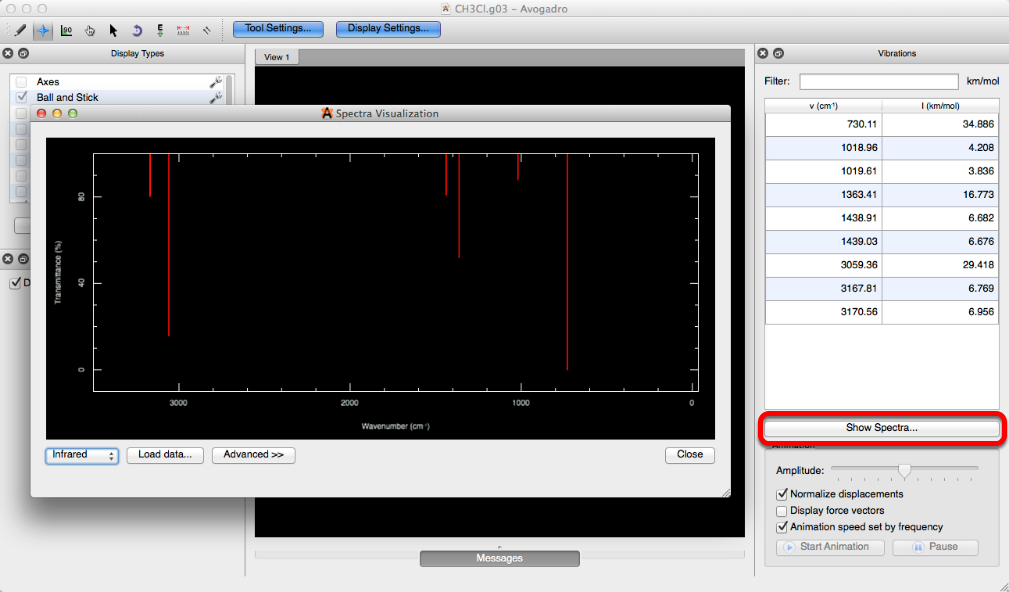 CH3Cl.g03 - Avogadro
Tool Settings...
Display Settings...
Display Types
View 1
Vibrations
Axes
Ball and Stick
Filter:
km/mol
ν (cm⁻¹)
I (km/mol)
730.11 34.886
1018.96 4.208
1019.61 3.836
1363.41 16.773
1438.91 6.682
1439.03 6.676
3059.36 29.418
3167.81 6.769
3170.56 6.956
Spectra Visualization
Transmittance (%)
80
40
0
3000 2000 1000 0
Wavenumber (cm⁻¹)
Infrared
Load data...
Advanced >>
Close
D
Show Spectra...
Animation
Amplitude:
Normalize displacements
Display force vectors
Animation speed set by frequency
Start Animation
Pause
Messages